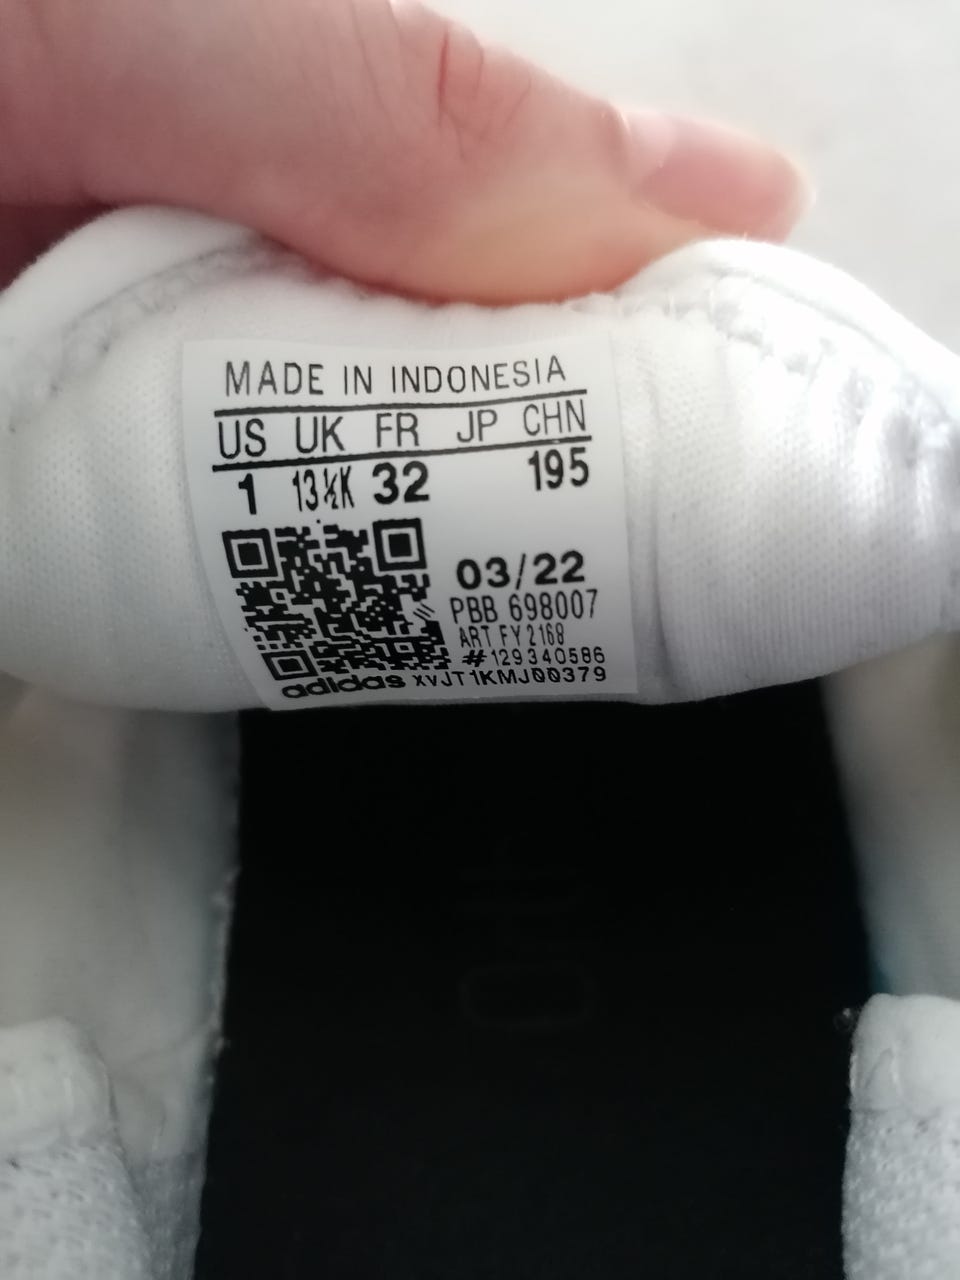 MADE IN INDONESIA
US UK FR JP CHN
1 13½K 32 195
03/22
PBB 698007
ART FY2168
#129340586
adidas XVJT1KMJ00379